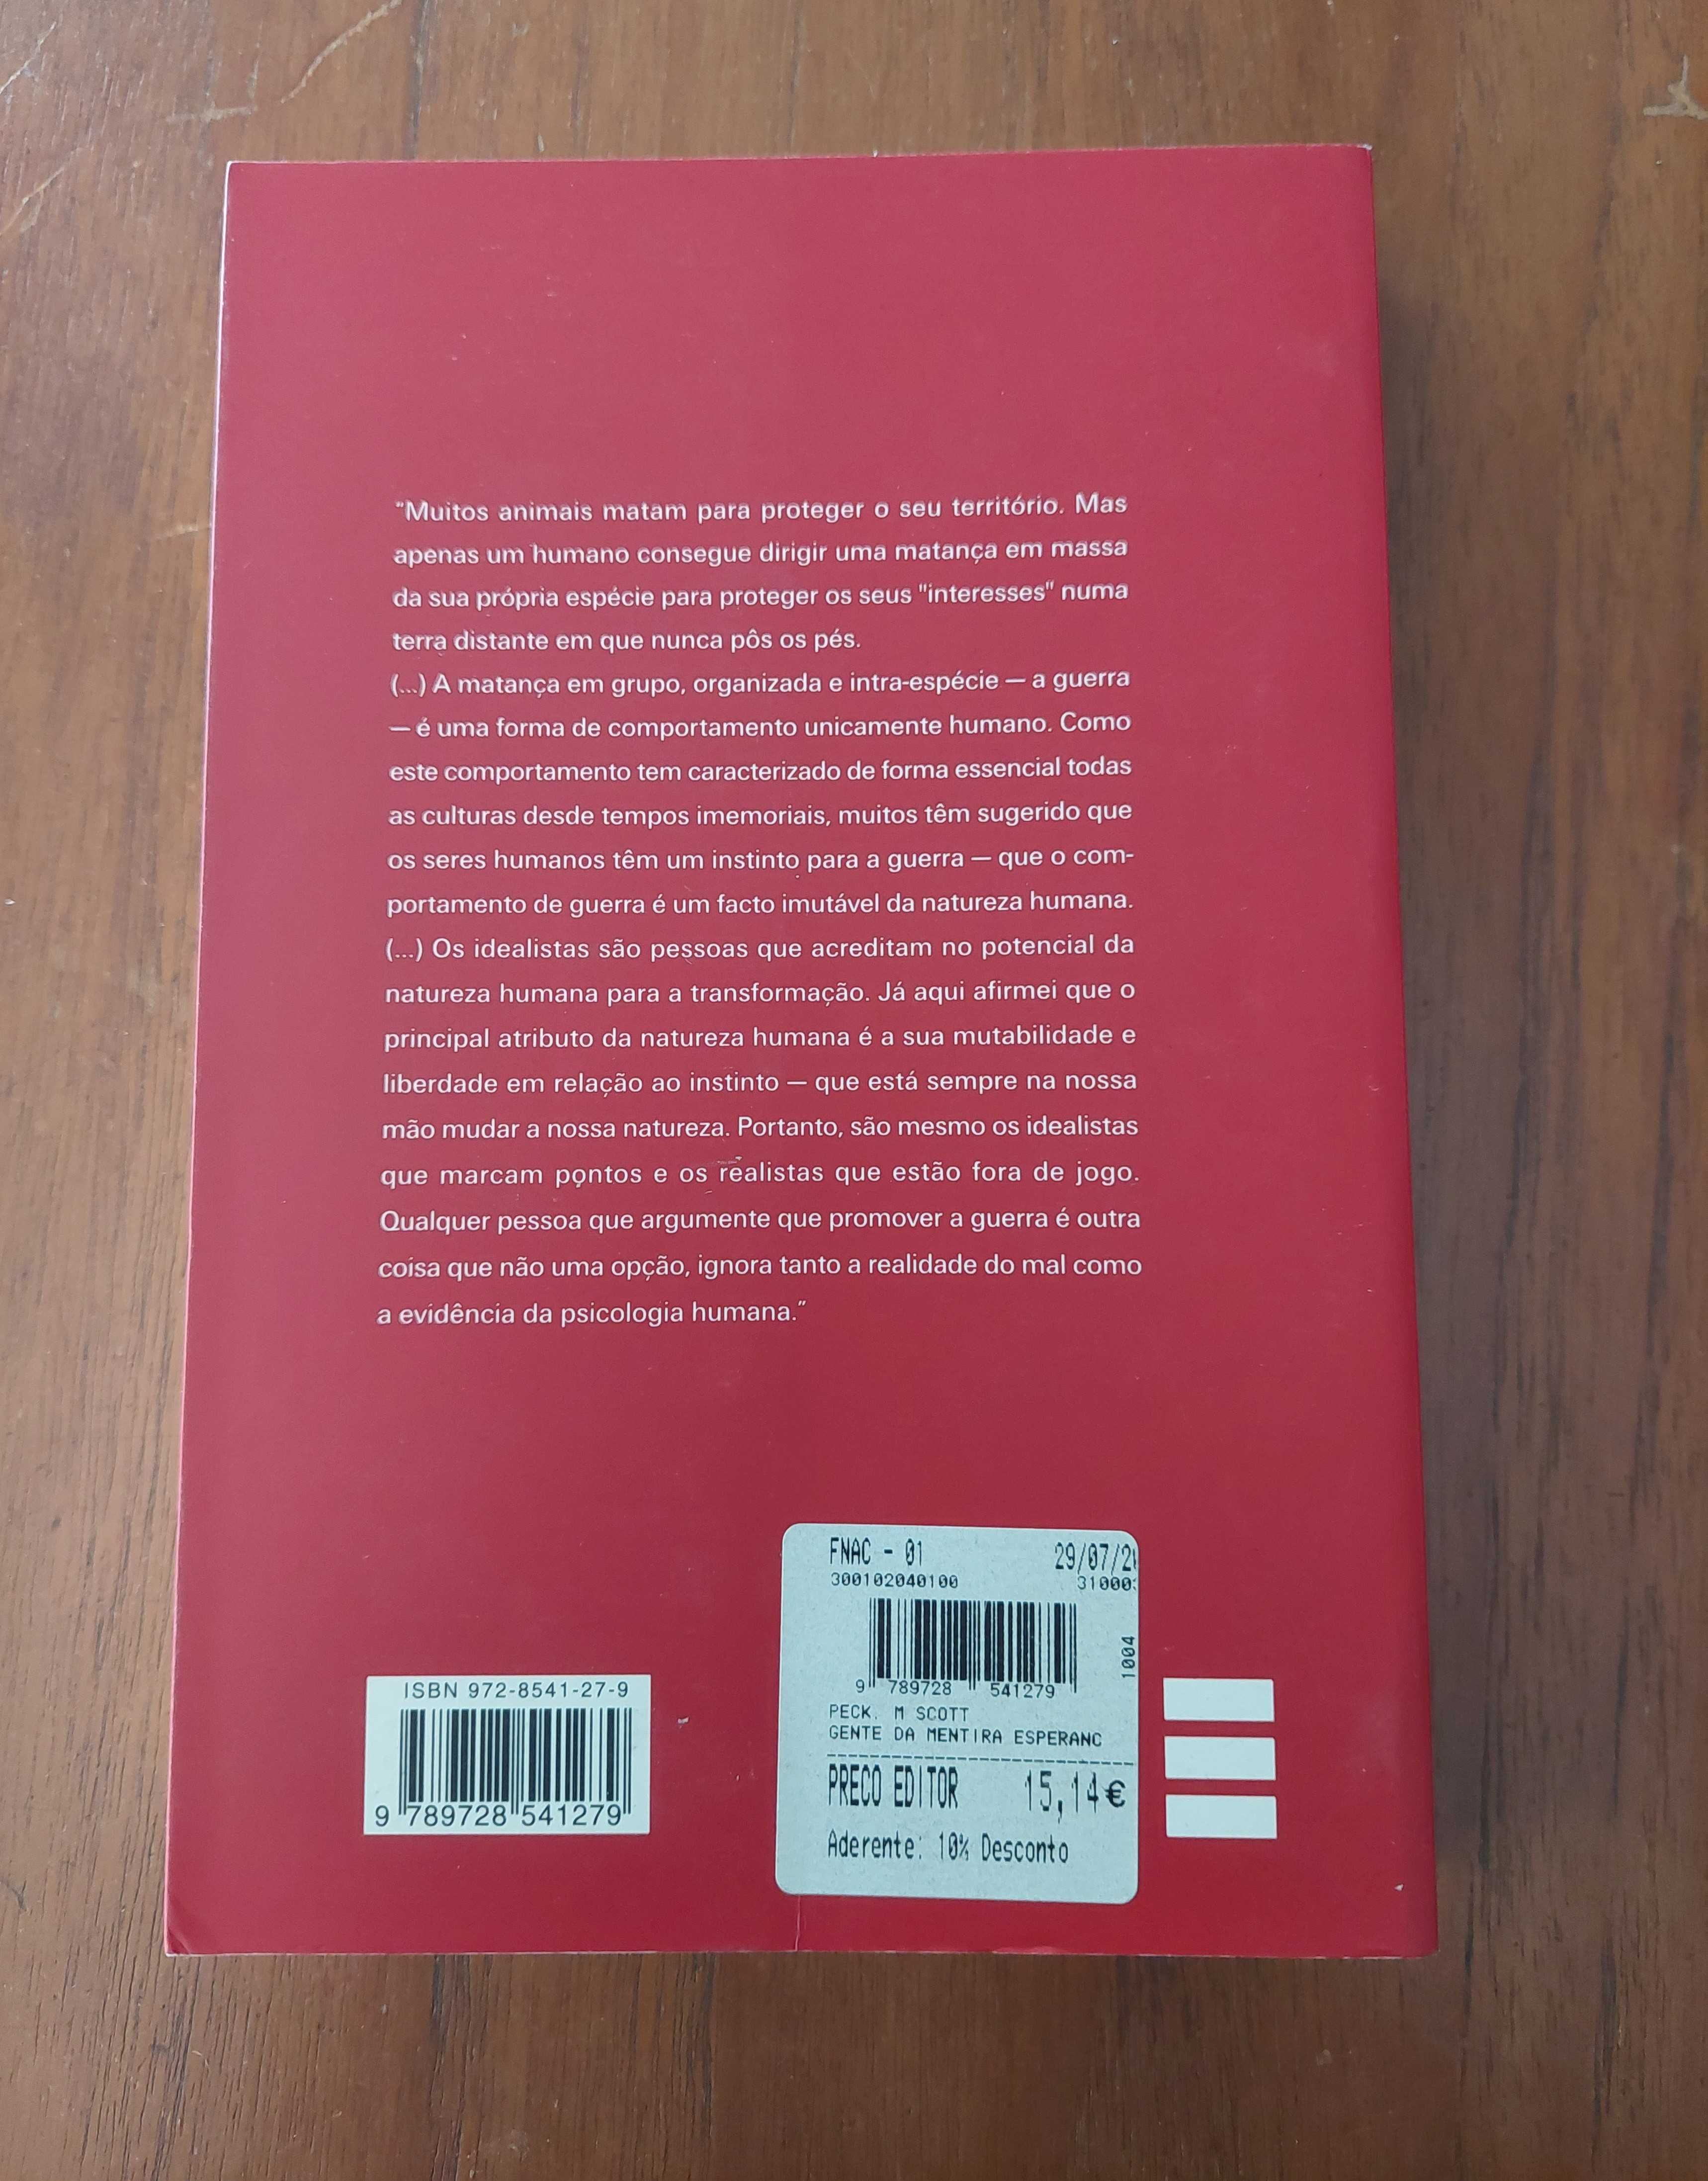 "Muitos animais matam para proteger o seu território. Mas
apenas um humano consegue dirigir uma matança em massa
da sua própria espécie para proteger os seus "interesses" numa
terra distante em que nunca pôs os pés.
(...) A matança em grupo, organizada e intra-espécie — a guerra
— é uma forma de comportamento unicamente humano. Como
este comportamento tem caracterizado de forma essencial todas
as culturas desde tempos imemoriais, muitos têm sugerido que
os seres humanos têm um instinto para a guerra — que o com-
portamento de guerra é um facto imutável da natureza humana.
(...) Os idealistas são pessoas que acreditam no potencial da
natureza humana para a transformação. Já aqui afirmei que o
principal atributo da natureza humana é a sua mutabilidade e
liberdade em relação ao instinto — que está sempre na nossa
mão mudar a nossa natureza. Portanto, são mesmo os idealistas
que marcam pontos e os realistas que estão fora de jogo.
Qualquer pessoa que argumente que promover a guerra é outra
coisa que não uma opção, ignora tanto a realidade do mal como
a evidência da psicologia humana."
ISBN 972-8541-27-9
9 789728 541279
FNAC - 01 29/07/2
300102040100 31000
1004
9 789728 541279
PECK. M SCOTT
GENTE DA MENTIRA ESPERANC
PRECO EDITOR 15,14€
Aderente: 10% Desconto